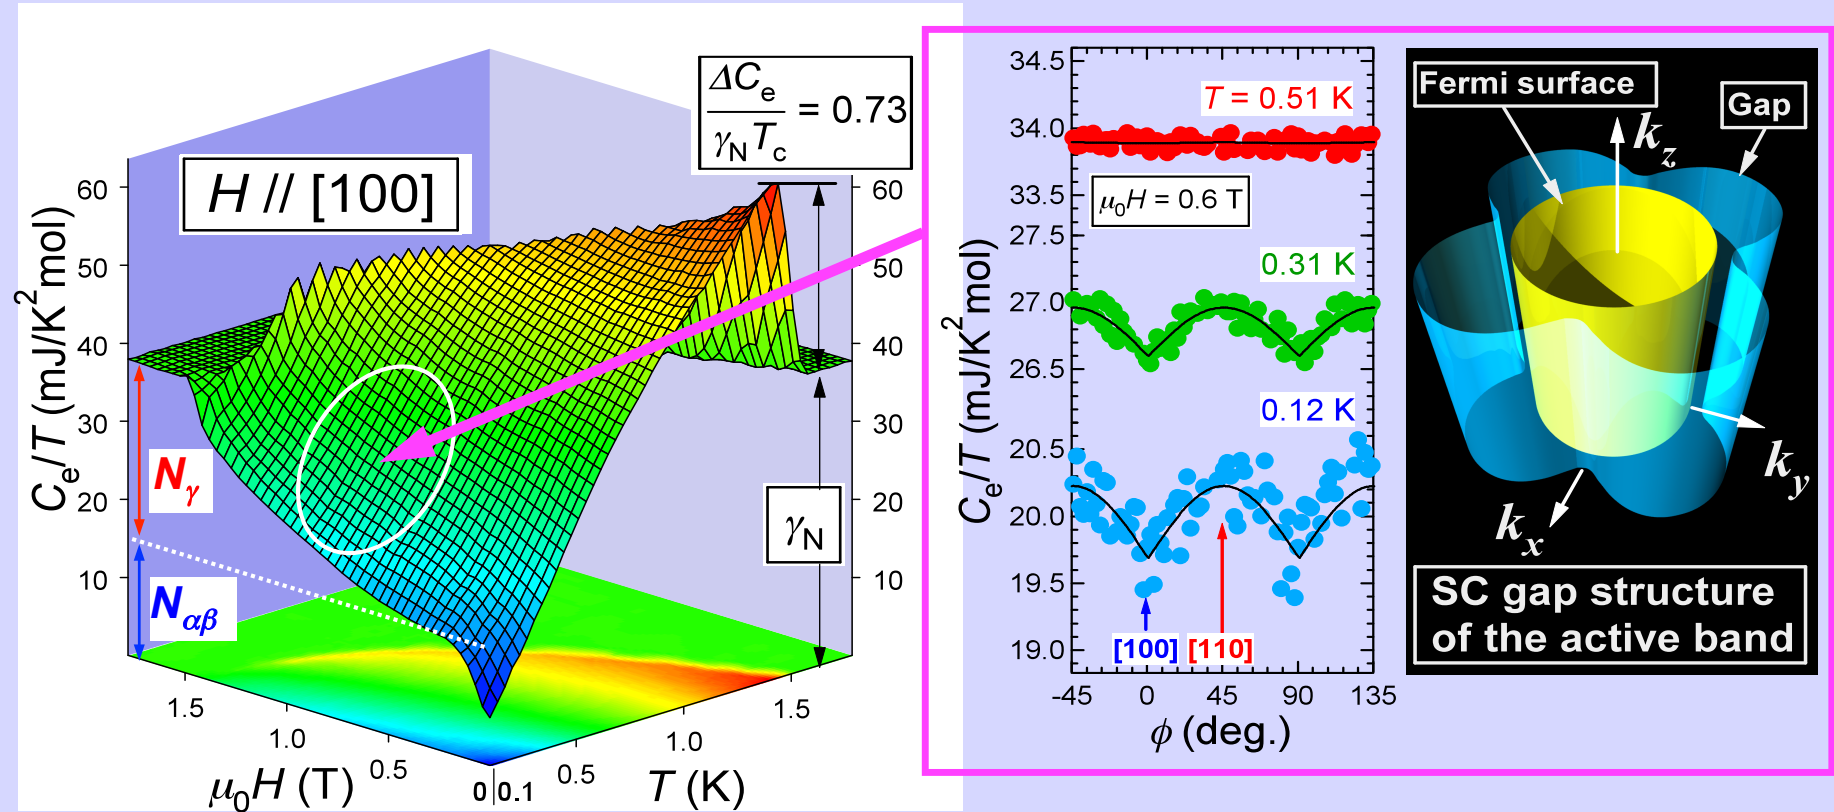 H // [100]
ΔCe
γN Tc
= 0.73
Ce/T (mJ/K2mol)
60
50
40
30
20
10
60
50
40
30
20
10
Nγ
Nαβ
γN
1.5
1.0
0.5
0
0.1
0.5
1.0
1.5
μ0H (T)
T (K)
Ce/T (mJ/K2mol)
34.5
34.0
33.5
27.5
27.0
26.5
20.5
20.0
19.5
19.0
T = 0.51 K
μ0H = 0.6 T
0.31 K
0.12 K
[100]
[110]
-45
0
45
90
135
ϕ (deg.)
Fermi surface
Gap
kz
ky
kx
SC gap structure
of the active band